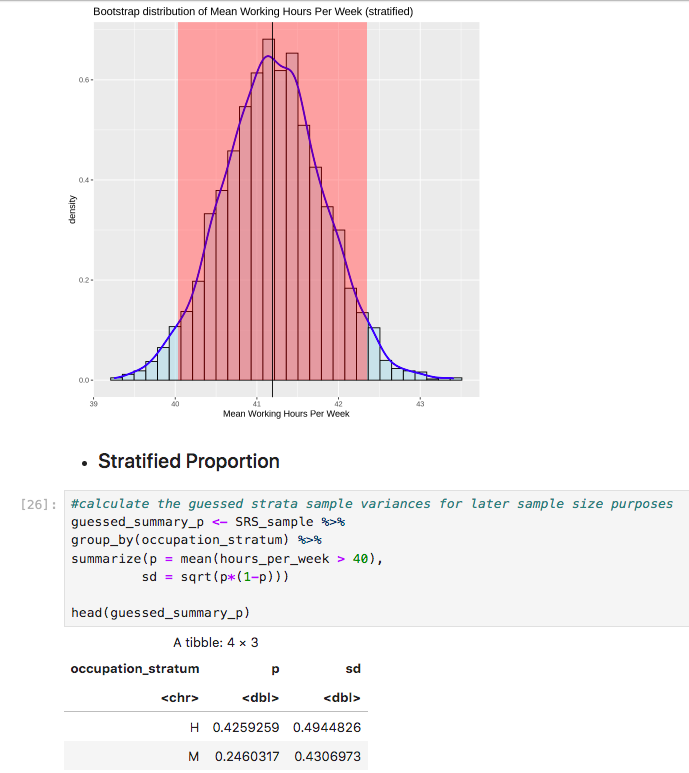 Bootstrap distribution of Mean Working Hours Per Week (stratified)
0.6
0.4
density
0.2
0.0
39 40 41 42 43
Mean Working Hours Per Week
• Stratified Proportion
[26]: #calculate the guessed strata sample variances for later sample size purposes
guessed_summary_p <- SRS_sample %>%
group_by(occupation_stratum) %>%
summarize(p = mean(hours_per_week > 40),
sd = sqrt(p*(1-p)))
head(guessed_summary_p)
A tibble: 4 × 3
occupation_stratum p sd
<chr> <dbl> <dbl>
H 0.4259259 0.4944826
M 0.2460317 0.4306973